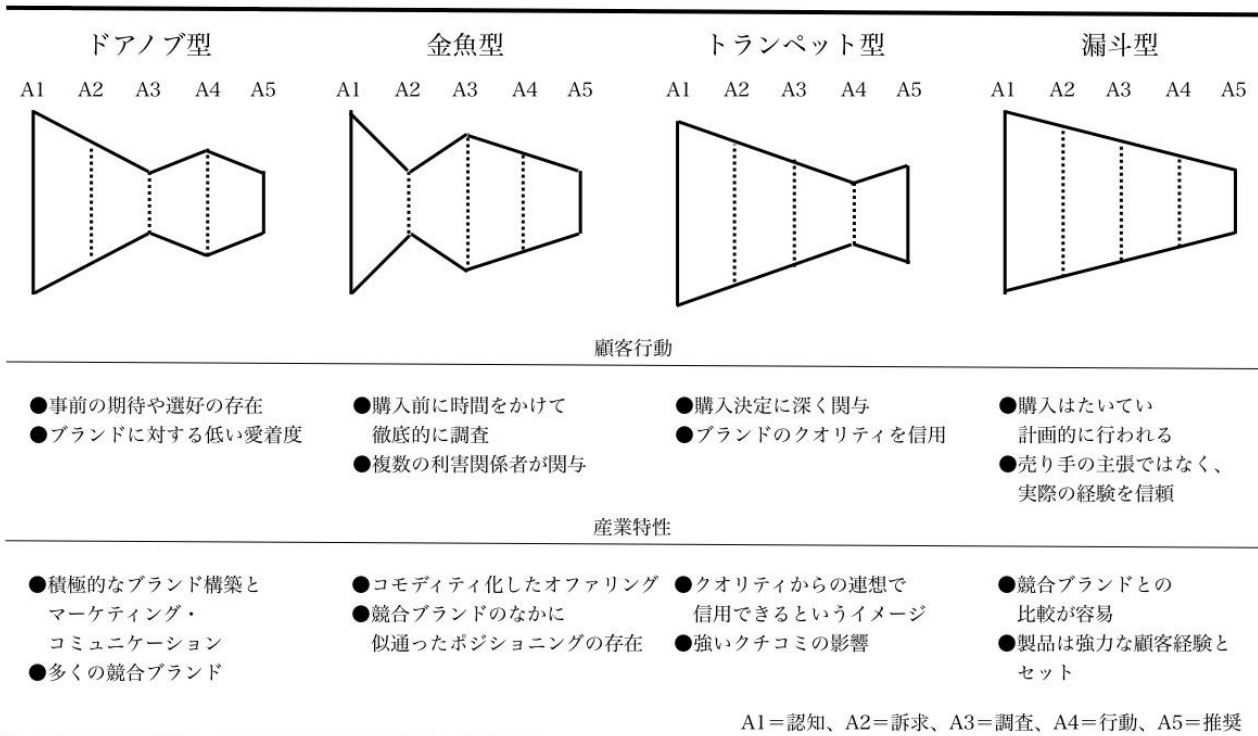 ドアノブ型 金魚型 トランペット型 漏斗型
A1 A2 A3 A4 A5 A1 A2 A3 A4 A5 A1 A2 A3 A4 A5 A1 A2 A3 A4 A5
顧客行動
●事前の期待や選好の存在
●ブランドに対する低い愛着度
●購入前に時間をかけて
徹底的に調査
●複数の利害関係者が関与
●購入決定に深く関与
●ブランドのクオリティを信用
●購入はたいてい
計画的に行われる
●売り手の主張ではなく、
実際の経験を信頼
産業特性
●積極的なブランド構築と
マーケティング・
コミュニケーション
●多くの競合ブランド
●コモディティ化したオファリング
●競合ブランドのなかに
似通ったポジショニングの存在
●クオリティからの連想で
信用できるというイメージ
●強いクチコミの影響
●競合ブランドとの
比較が容易
●製品は強力な顧客経験と
セット
A1＝認知、A2＝訴求、A3＝調査、A4＝行動、A5＝推奨